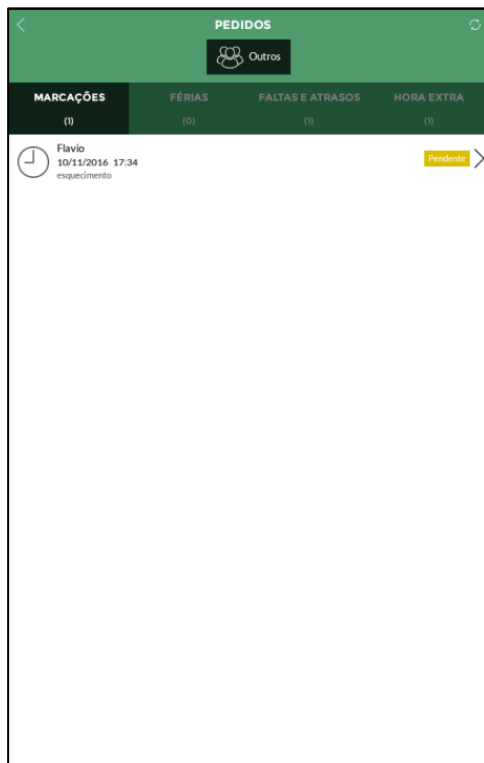 PEDIDOS
Outros
MARCAÇÕES FÉRIAS FALTAS E ATRASOS HORA EXTRA
(1) (0) (1) (1)
Flavio
10/11/2016 17:34 Pendente
esquecimento